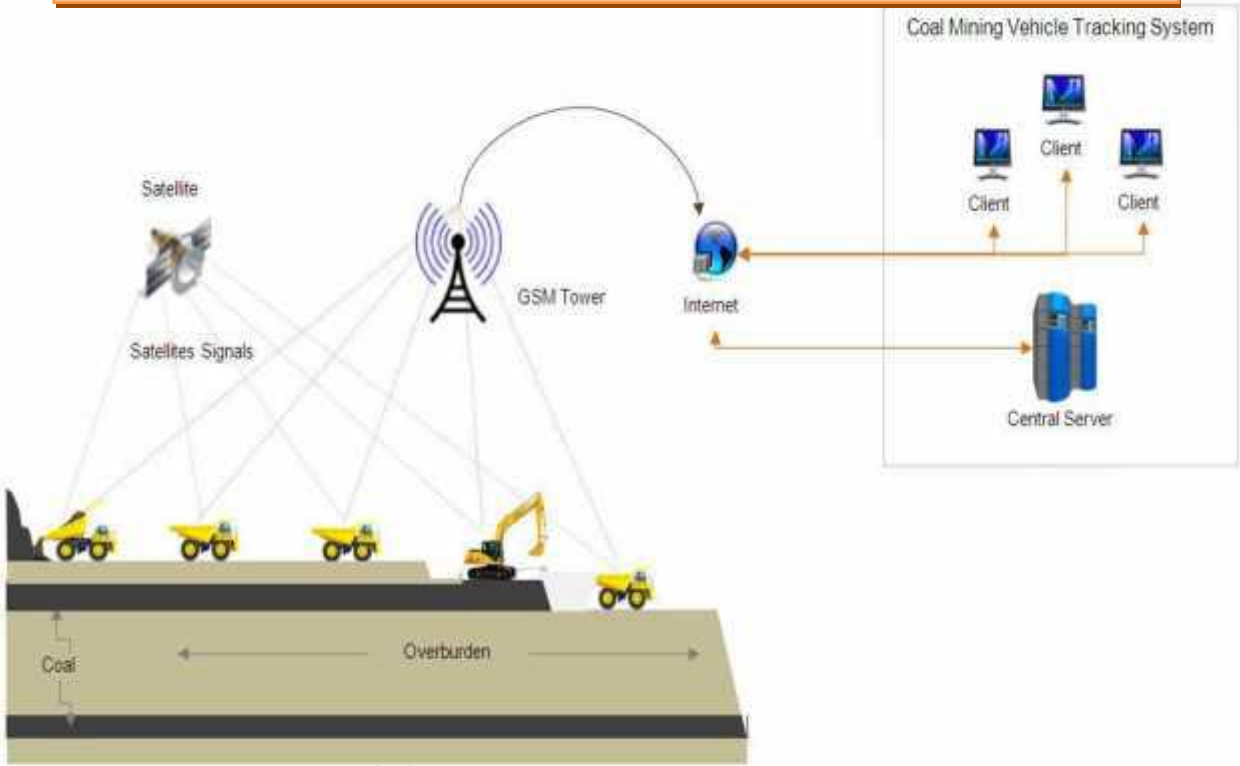 Coal Mining Vehicle Tracking System
Client
Client
Client
Satellite
GSM Tower
Internet
Satellites Signals
Central Server
Overburden
Coal